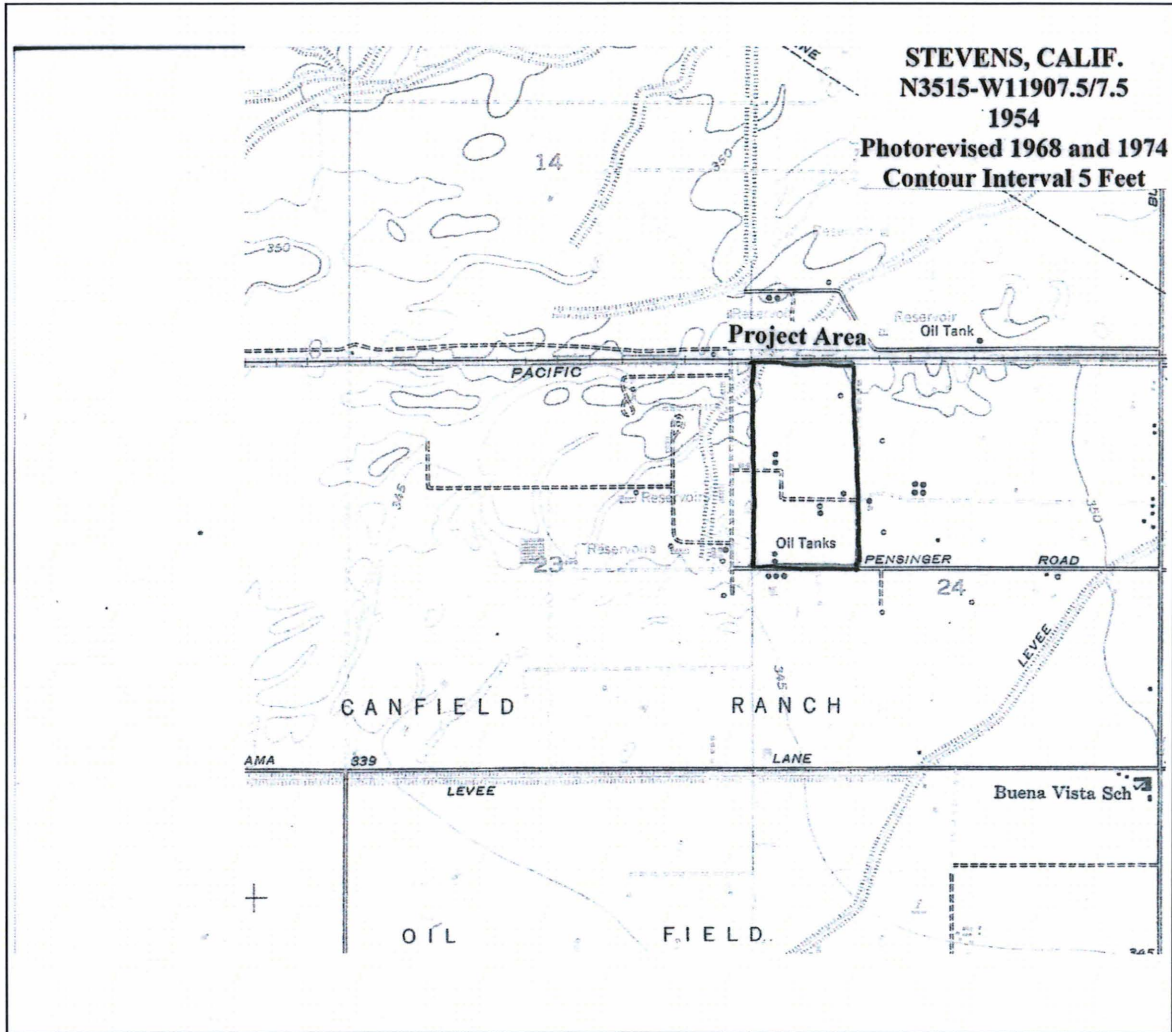 STEVENS, CALIF.
N3515-W11907.5/7.5
1954
Photorevised 1968 and 1974
Contour Interval 5 Feet
14
350
350
Reservoir
Reservoir
Reservoir
Oil Tank
Project Area
PACIFIC
345
Reservoirs
Reservoirs
23
Oil Tanks
PENSINGER ROAD
24
350
LEVEE
345
CANFIELD RANCH
AMA
339
LANE
LEVEE
Buena Vista Sch
OIL FIELD
345